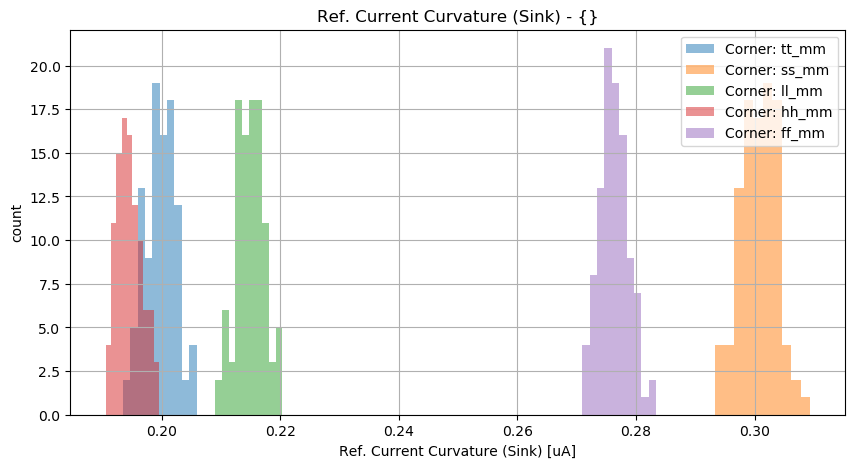 Ref. Current Curvature (Sink) - {}
Corner: tt_mm
Corner: ss_mm
Corner: ll_mm
Corner: hh_mm
Corner: ff_mm
count
20.0
17.5
15.0
12.5
10.0
7.5
5.0
2.5
0.0
0.20
0.22
0.24
0.26
0.28
0.30
Ref. Current Curvature (Sink) [uA]